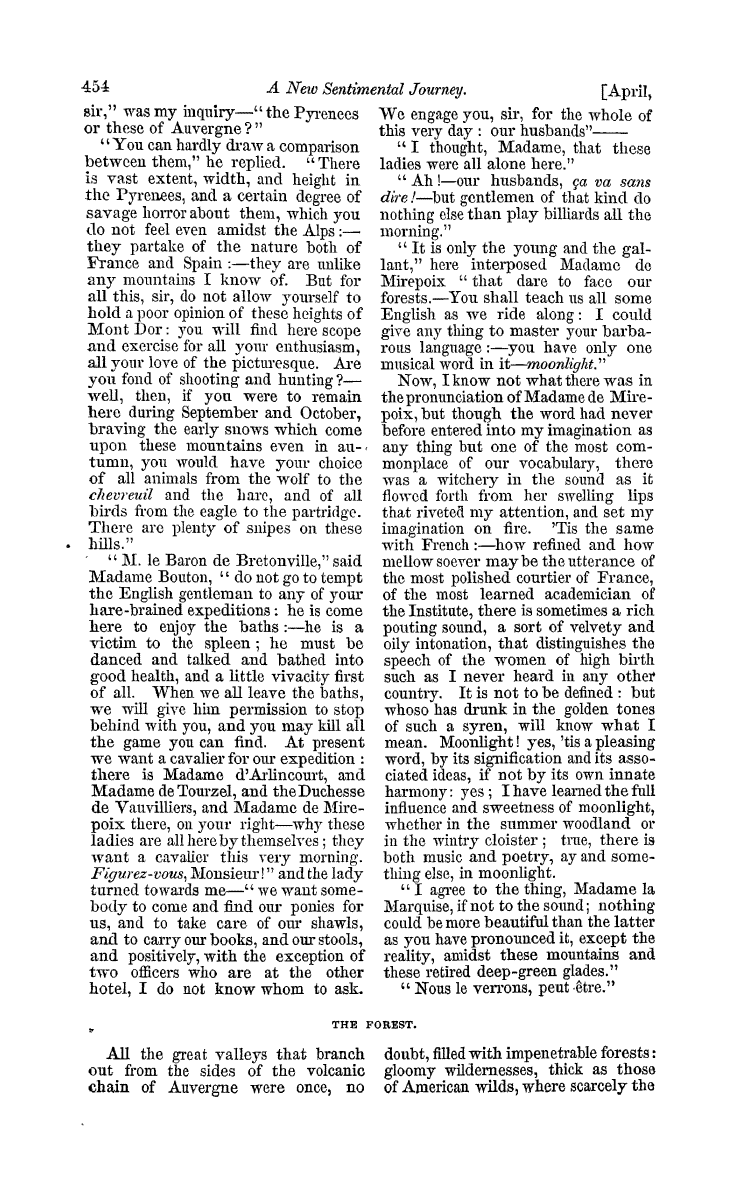 454
A New Sentimental Journey.
[April,
sir,” was my inquiry—“ the Pyrenees
or these of Auvergne?”
“ You can hardly draw a comparison
between them,” he replied. “ There
is vast extent, width, and height in
the Pyrenees, and a certain degree of
savage horror about them, which you
do not feel even amidst the Alps :—
they partake of the nature both of
France and Spain :—they are unlike
any mountains I know of. But for
all this, sir, do not allow yourself to
hold a poor opinion of these heights of
Mont Dor: you will find here scope
and exercise for all your enthusiasm,
all your love of the picturesque. Are
you fond of shooting and hunting?—
well, then, if you were to remain
here during September and October,
braving the early snows which come
upon these mountains even in au-
tumn, you would have your choice
of all animals from the wolf to the
chevreuil and the hare, and of all
birds from the eagle to the partridge.
There are plenty of snipes on these
hills.”
“ M. le Baron de Bretonville,” said
Madame Bouton, “ do not go to tempt
the English gentleman to any of your
hare-brained expeditions: he is come
here to enjoy the baths :—he is a
victim to the spleen ; he must be
danced and talked and bathed into
good health, and a little vivacity first
of all. When we all leave the baths,
we will give him permission to stop
behind with you, and you may kill all
the game you can find. At present
we want a cavalier for our expedition :
there is Madame d’Arlincourt, and
Madame de Tourzel, and the Duchesse
de Vauvilliers, and Madame de Mire-
poix there, on your right—why these
ladies are all here by themselves ; they
want a cavalier this very morning.
Figurez-vous, Monsieur!” and the lady
turned towards me—“ we want some-
body to come and find our ponies for
us, and to take care of our shawls,
and to carry our books, and our stools,
and positively, with the exception of
two officers who are at the other
hotel, I do not know whom to ask.
We engage you, sir, for the whole of
this very day : our husbands”——
“ I thought, Madame, that these
ladies were all alone here.”
“ Ah !—our husbands, ça va sans
dire !—but gentlemen of that kind do
nothing else than play billiards all the
morning.”
“ It is only the young and the gal-
lant,” here interposed Madame de
Mirepoix “ that dare to face our
forests.—You shall teach us all some
English as we ride along: I could
give any thing to master your barba-
rous language :—you have only one
musical word in it—moonlight.”
Now, I know not what there was in
the pronunciation of Madame de Mire-
poix, but though the word had never
before entered into my imagination as
any thing but one of the most com-
monplace of our vocabulary, there
was a witchery in the sound as it
flowed forth from her swelling lips
that riveted my attention, and set my
imagination on fire. ’Tis the same
with French :—how refined and how
mellow soever may be the utterance of
the most polished courtier of France,
of the most learned academician of
the Institute, there is sometimes a rich
pouting sound, a sort of velvety and
oily intonation, that distinguishes the
speech of the women of high birth
such as I never heard in any other
country. It is not to be defined : but
whoso has drunk in the golden tones
of such a syren, will know what I
mean. Moonlight! yes, ’tis a pleasing
word, by its signification and its asso-
ciated ideas, if not by its own innate
harmony: yes ; I have learned the full
influence and sweetness of moonlight,
whether in the summer woodland or
in the wintry cloister ; true, there is
both music and poetry, ay and some-
thing else, in moonlight.
“ I agree to the thing, Madame la
Marquise, if not to the sound; nothing
could be more beautiful than the latter
as you have pronounced it, except the
reality, amidst these mountains and
these retired deep-green glades.”
“ Nous le verrons, peut-être.”
THE FOREST.
All the great valleys that branch
out from the sides of the volcanic
chain of Auvergne were once, no
doubt, filled with impenetrable forests:
gloomy wildernesses, thick as those
of American wilds, where scarcely the